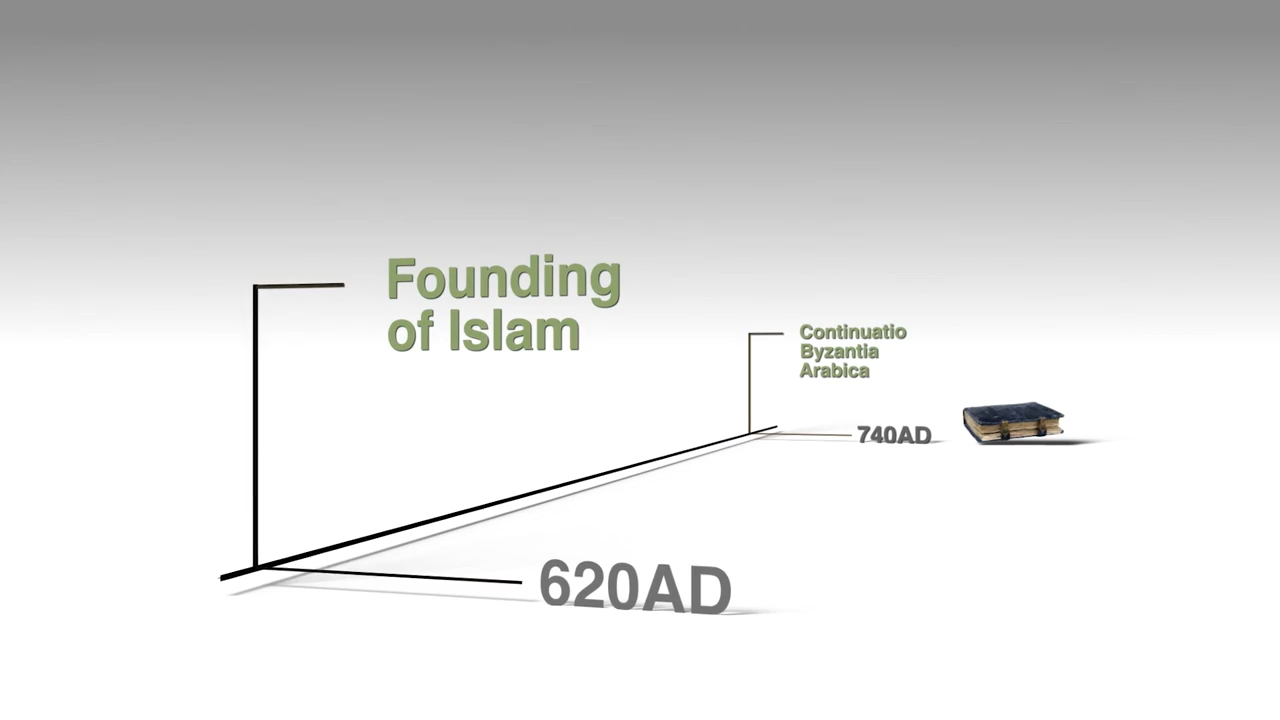 Founding
of Islam
Continuatio
Byzantia
Arabica
740AD
620AD